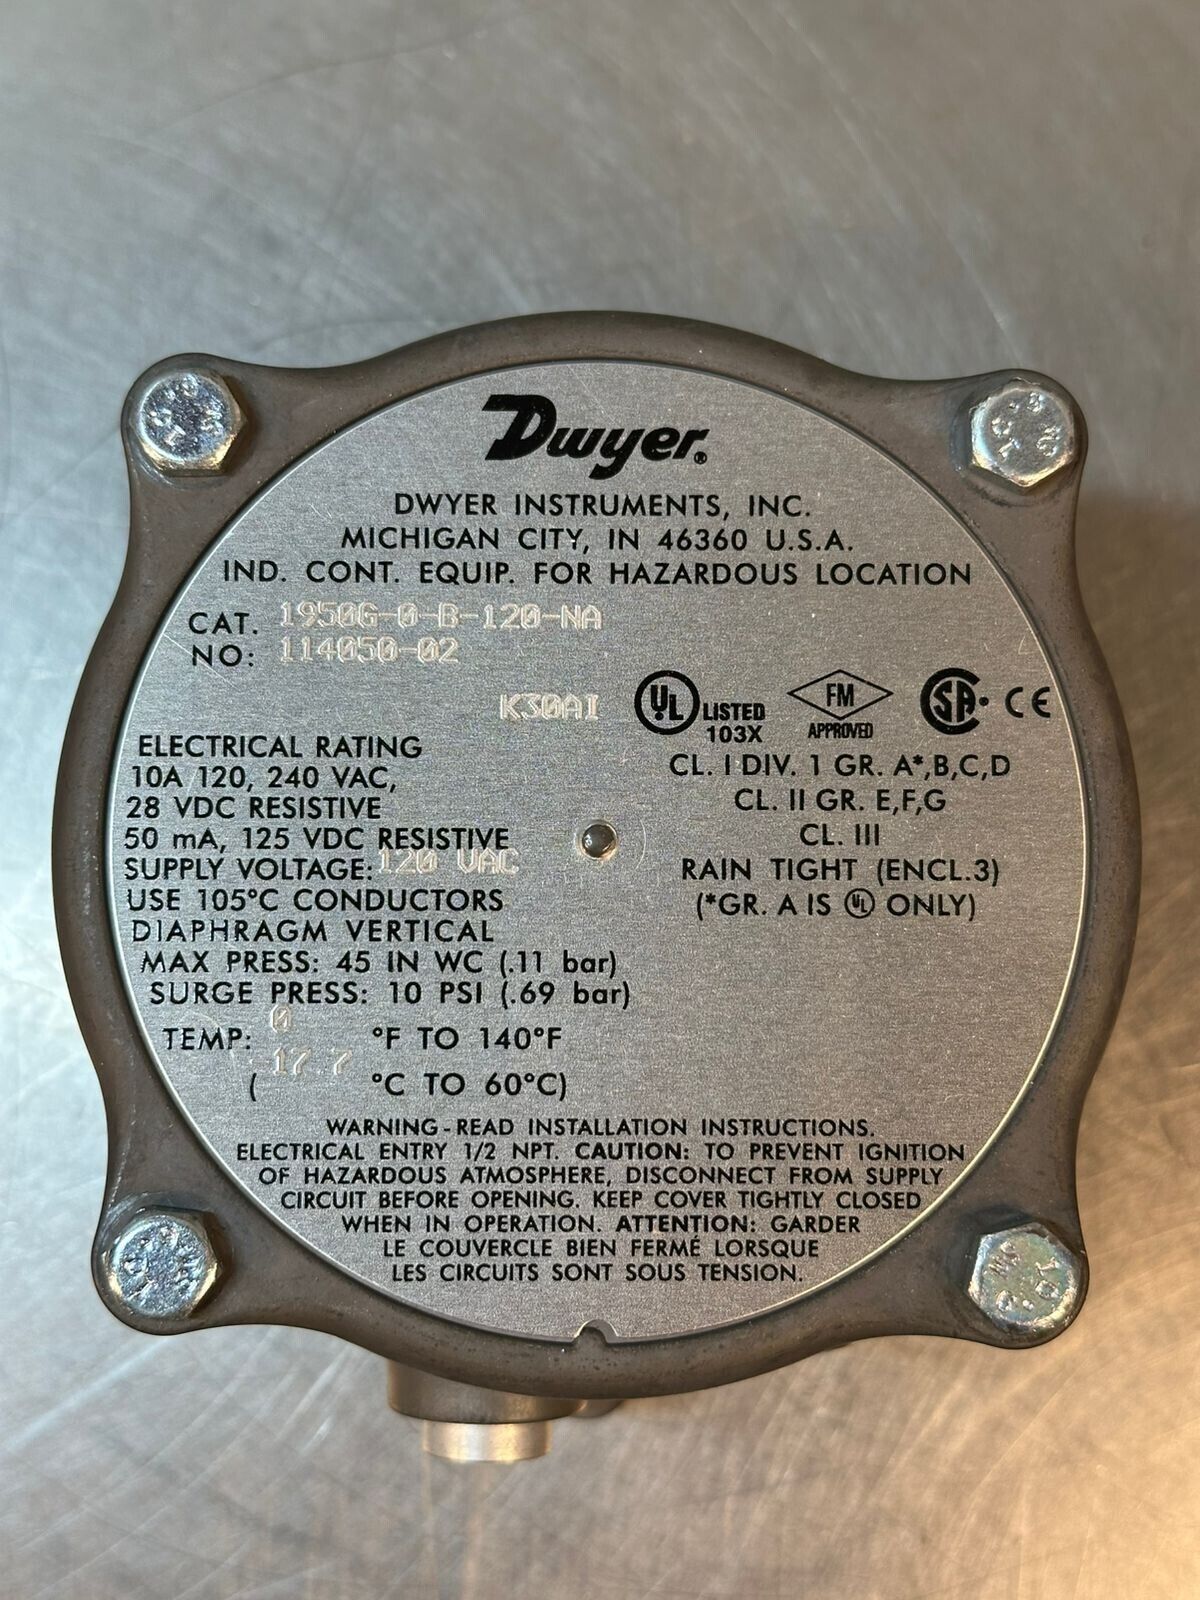 Dwyer®
DWYER INSTRUMENTS, INC.
MICHIGAN CITY, IN 46360 U.S.A.
IND. CONT. EQUIP. FOR HAZARDOUS LOCATION
CAT. 1950G-0-B-120-NA
NO: 114050-02
K30AI
UL LISTED
103X
FM
APPROVED
SA CE
ELECTRICAL RATING
10A 120, 240 VAC,
28 VDC RESISTIVE
50 mA, 125 VDC RESISTIVE
SUPPLY VOLTAGE: 120 VAC
USE 105°C CONDUCTORS
DIAPHRAGM VERTICAL
MAX PRESS: 45 IN WC (.11 bar)
SURGE PRESS: 10 PSI (.69 bar)
TEMP: 0 °F TO 140°F
( -17.7 °C TO 60°C)
CL. I DIV. 1 GR. A*,B,C,D
CL. II GR. E,F,G
CL. III
RAIN TIGHT (ENCL.3)
(*GR. A IS UL ONLY)
WARNING - READ INSTALLATION INSTRUCTIONS.
ELECTRICAL ENTRY 1/2 NPT. CAUTION: TO PREVENT IGNITION
OF HAZARDOUS ATMOSPHERE, DISCONNECT FROM SUPPLY
CIRCUIT BEFORE OPENING. KEEP COVER TIGHTLY CLOSED
WHEN IN OPERATION. ATTENTION: GARDER
LE COUVERCLE BIEN FERMÉ LORSQUE
LES CIRCUITS SONT SOUS TENSION.